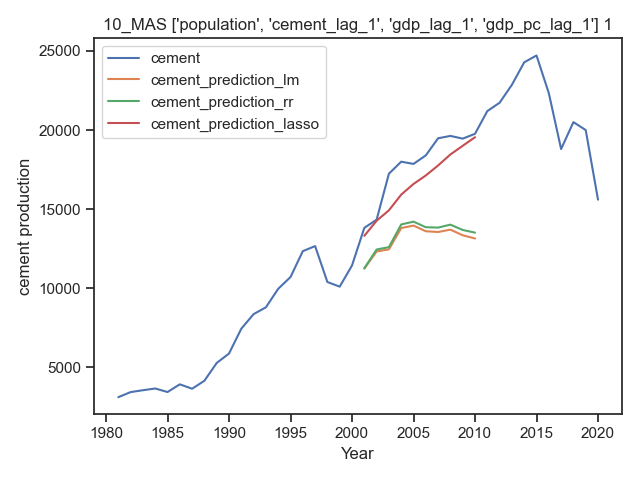 10_MAS ['population', 'cement_lag_1', 'gdp_lag_1', 'gdp_pc_lag_1'] 1
cement
cement_prediction_lm
cement_prediction_rr
cement_prediction_lasso
25000
20000
15000
10000
5000
cement production
1980 1985 1990 1995 2000 2005 2010 2015 2020
Year